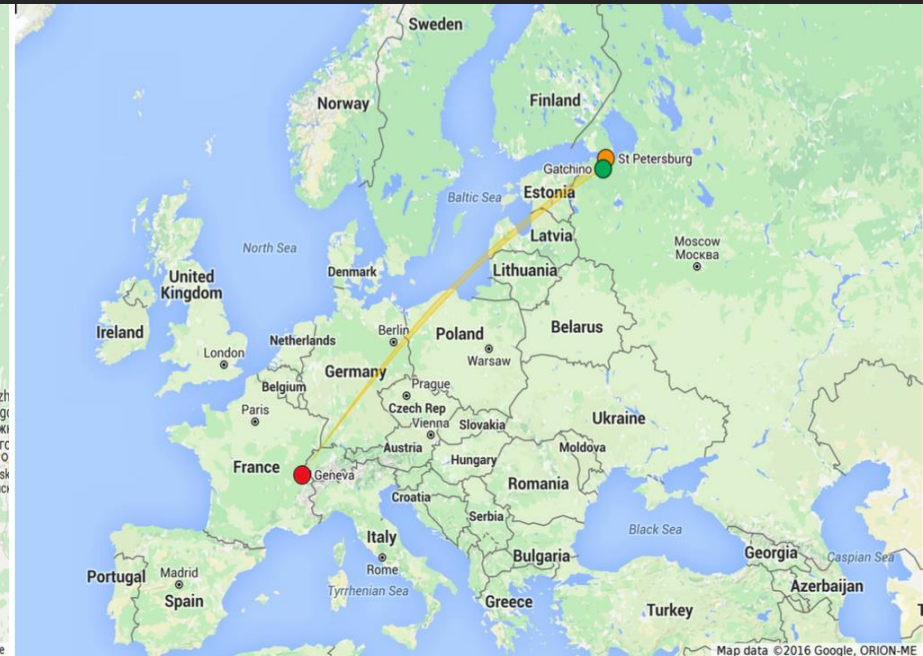 Sweden
Norway
Finland
St Petersburg
Gatchino
Estonia
Baltic Sea
Latvia
Moscow
Москва
North Sea
Denmark
Lithuania
United
Kingdom
Ireland
Netherlands
Berlin
Poland
Belarus
London
Warsaw
Germany
Belgium
Prague
Czech Rep
Paris
Vienna
Slovakia
Ukraine
Austria
Moldova
France
Geneva
Hungary
Romania
Croatia
Serbia
Italy
Black Sea
Bulgaria
Georgia
Caspian Sea
Rome
Portugal
Madrid
Spain
Tyrrhenian Sea
Azerbaijan
Greece
Turkey
Map data ©2016 Google, ORION-ME